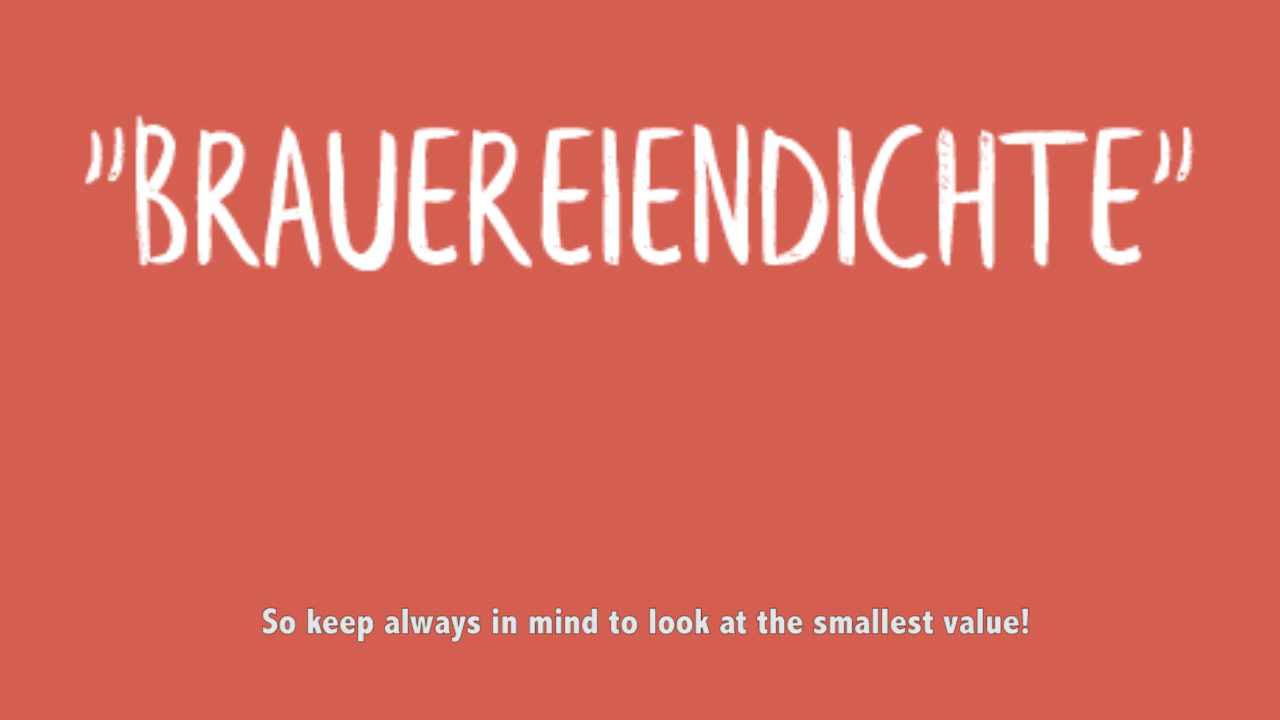 ”BRAUEREIENDICHTE”
So keep always in mind to look at the smallest value!